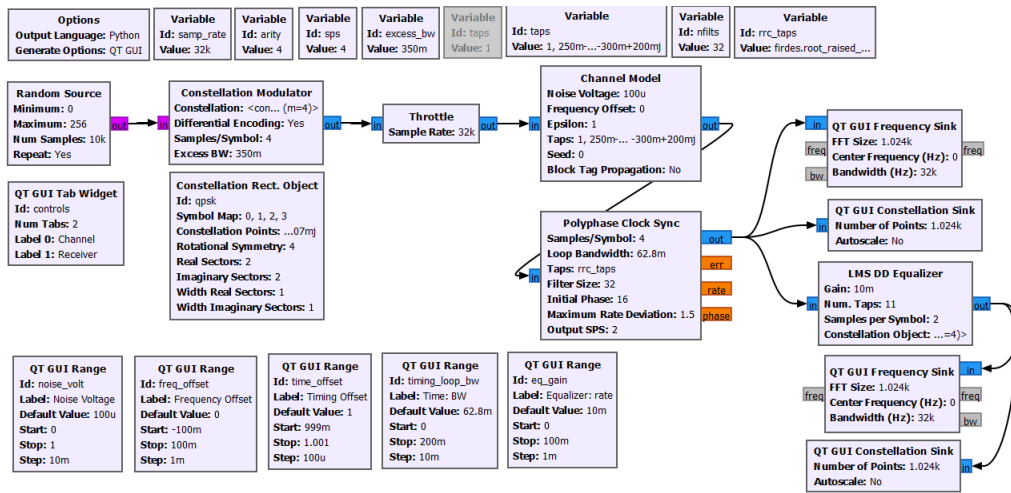 Options
Output Language: Python
Generate Options: QT GUI
Variable
Id: samp_rate
Value: 32k
Variable
Id: arity
Value: 4
Variable
Id: sps
Value: 4
Variable
Id: excess_bw
Value: 350m
Variable
Id: taps
Value: 1
Variable
Id: taps
Value: 1, 250m-...-300m+200mj
Variable
Id: nfilts
Value: 32
Variable
Id: rrc_taps
Value: firdes.root_raised_...
Random Source
Minimum: 0
Maximum: 256
Num Samples: 10k
Repeat: Yes
out
in
Constellation Modulator
Constellation: <con... (m=4)>
Differential Encoding: Yes
Samples/Symbol: 4
Excess BW: 350m
out
in
Throttle
Sample Rate: 32k
out
in
Channel Model
Noise Voltage: 100u
Frequency Offset: 0
Epsilon: 1
Taps: 1, 250m-... -300m+200mj
Seed: 0
Block Tag Propagation: No
out
in
freq
bw
QT GUI Frequency Sink
FFT Size: 1.024k
Center Frequency (Hz): 0
Bandwidth (Hz): 32k
freq
QT GUI Tab Widget
Id: controls
Num Tabs: 2
Label 0: Channel
Label 1: Receiver
Constellation Rect. Object
Id: qpsk
Symbol Map: 0, 1, 2, 3
Constellation Points: ...07mj
Rotational Symmetry: 4
Real Sectors: 2
Imaginary Sectors: 2
Width Real Sectors: 1
Width Imaginary Sectors: 1
in
Polyphase Clock Sync
Samples/Symbol: 4
Loop Bandwidth: 62.8m
Taps: rrc_taps
Filter Size: 32
Initial Phase: 16
Maximum Rate Deviation: 1.5
Output SPS: 2
out
err
rate
phase
in
QT GUI Constellation Sink
Number of Points: 1.024k
Autoscale: No
in
LMS DD Equalizer
Gain: 10m
Num. Taps: 11
Samples per Symbol: 2
Constellation Object: ...=4)>
out
QT GUI Range
Id: noise_volt
Label: Noise Voltage
Default Value: 100u
Start: 0
Stop: 1
Step: 10m
QT GUI Range
Id: freq_offset
Label: Frequency Offset
Default Value: 0
Start: -100m
Stop: 100m
Step: 1m
QT GUI Range
Id: time_offset
Label: Timing Offset
Default Value: 1
Start: 999m
Stop: 1.001
Step: 100u
QT GUI Range
Id: timing_loop_bw
Label: Time: BW
Default Value: 62.8m
Start: 0
Stop: 200m
Step: 10m
QT GUI Range
Id: eq_gain
Label: Equalizer: rate
Default Value: 10m
Start: 0
Stop: 100m
Step: 1m
freq
QT GUI Frequency Sink
FFT Size: 1.024k
Center Frequency (Hz): 0
Bandwidth (Hz): 32k
in
freq
bw
QT GUI Constellation Sink
Number of Points: 1.024k
Autoscale: No
in